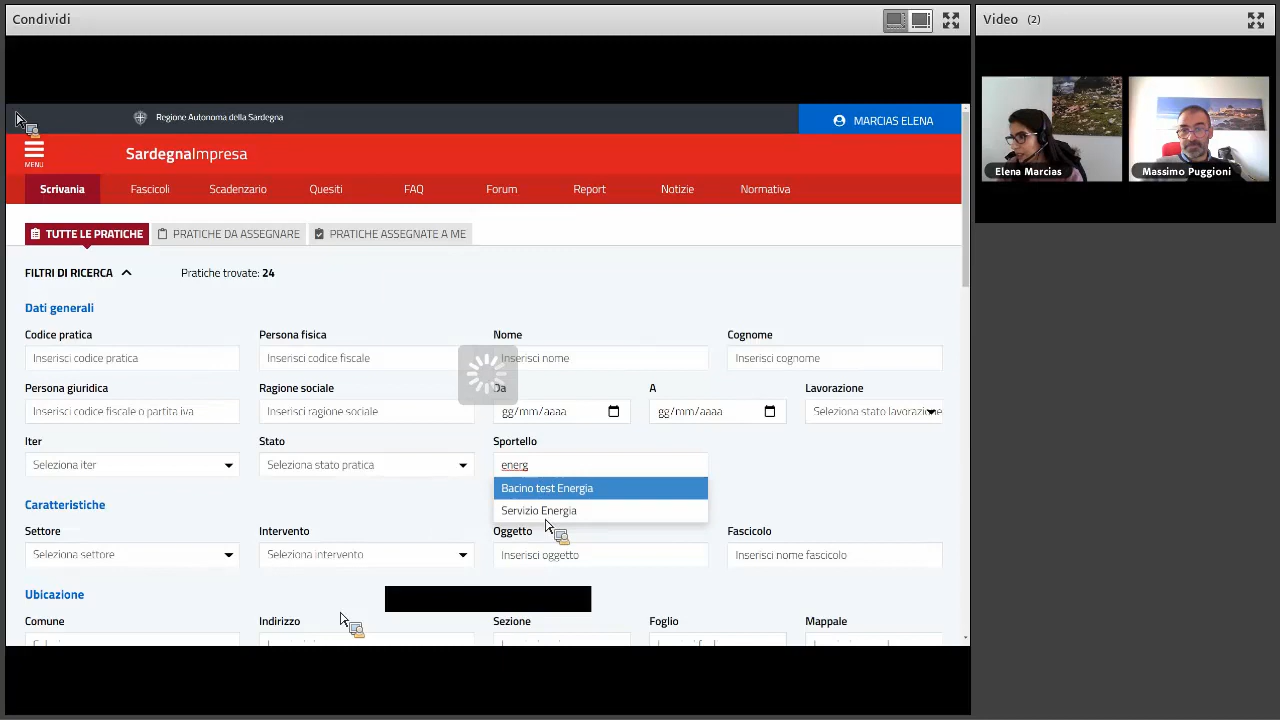 Condividi
Video (2)
Regione Autonoma della Sardegna
MARCIAS ELENA
MENU
SardegnaImpresa
Elena Marcias
Massimo Puggioni
Scrivania Fascicoli Scadenzario Quesiti FAQ Forum Report Notizie Normativa
TUTTE LE PRATICHE PRATICHE DA ASSEGNARE PRATICHE ASSEGNATE A ME
FILTRI DI RICERCA Pratiche trovate: 24
Dati generali
Codice pratica Persona fisica Nome Cognome
Inserisci codice pratica Inserisci codice fiscale Inserisci nome Inserisci cognome
Persona giuridica Ragione sociale Da A Lavorazione
Inserisci codice fiscale o partita iva Inserisci ragione sociale gg/mm/aaaa gg/mm/aaaa Seleziona stato lavorazione
Iter Stato Sportello
Seleziona iter Seleziona stato pratica energ
Bacino test Energia
Servizio Energia
Caratteristiche
Settore Intervento Oggetto Fascicolo
Seleziona settore Seleziona intervento Inserisci oggetto Inserisci nome fascicolo
Ubicazione
Comune Indirizzo Sezione Foglio Mappale